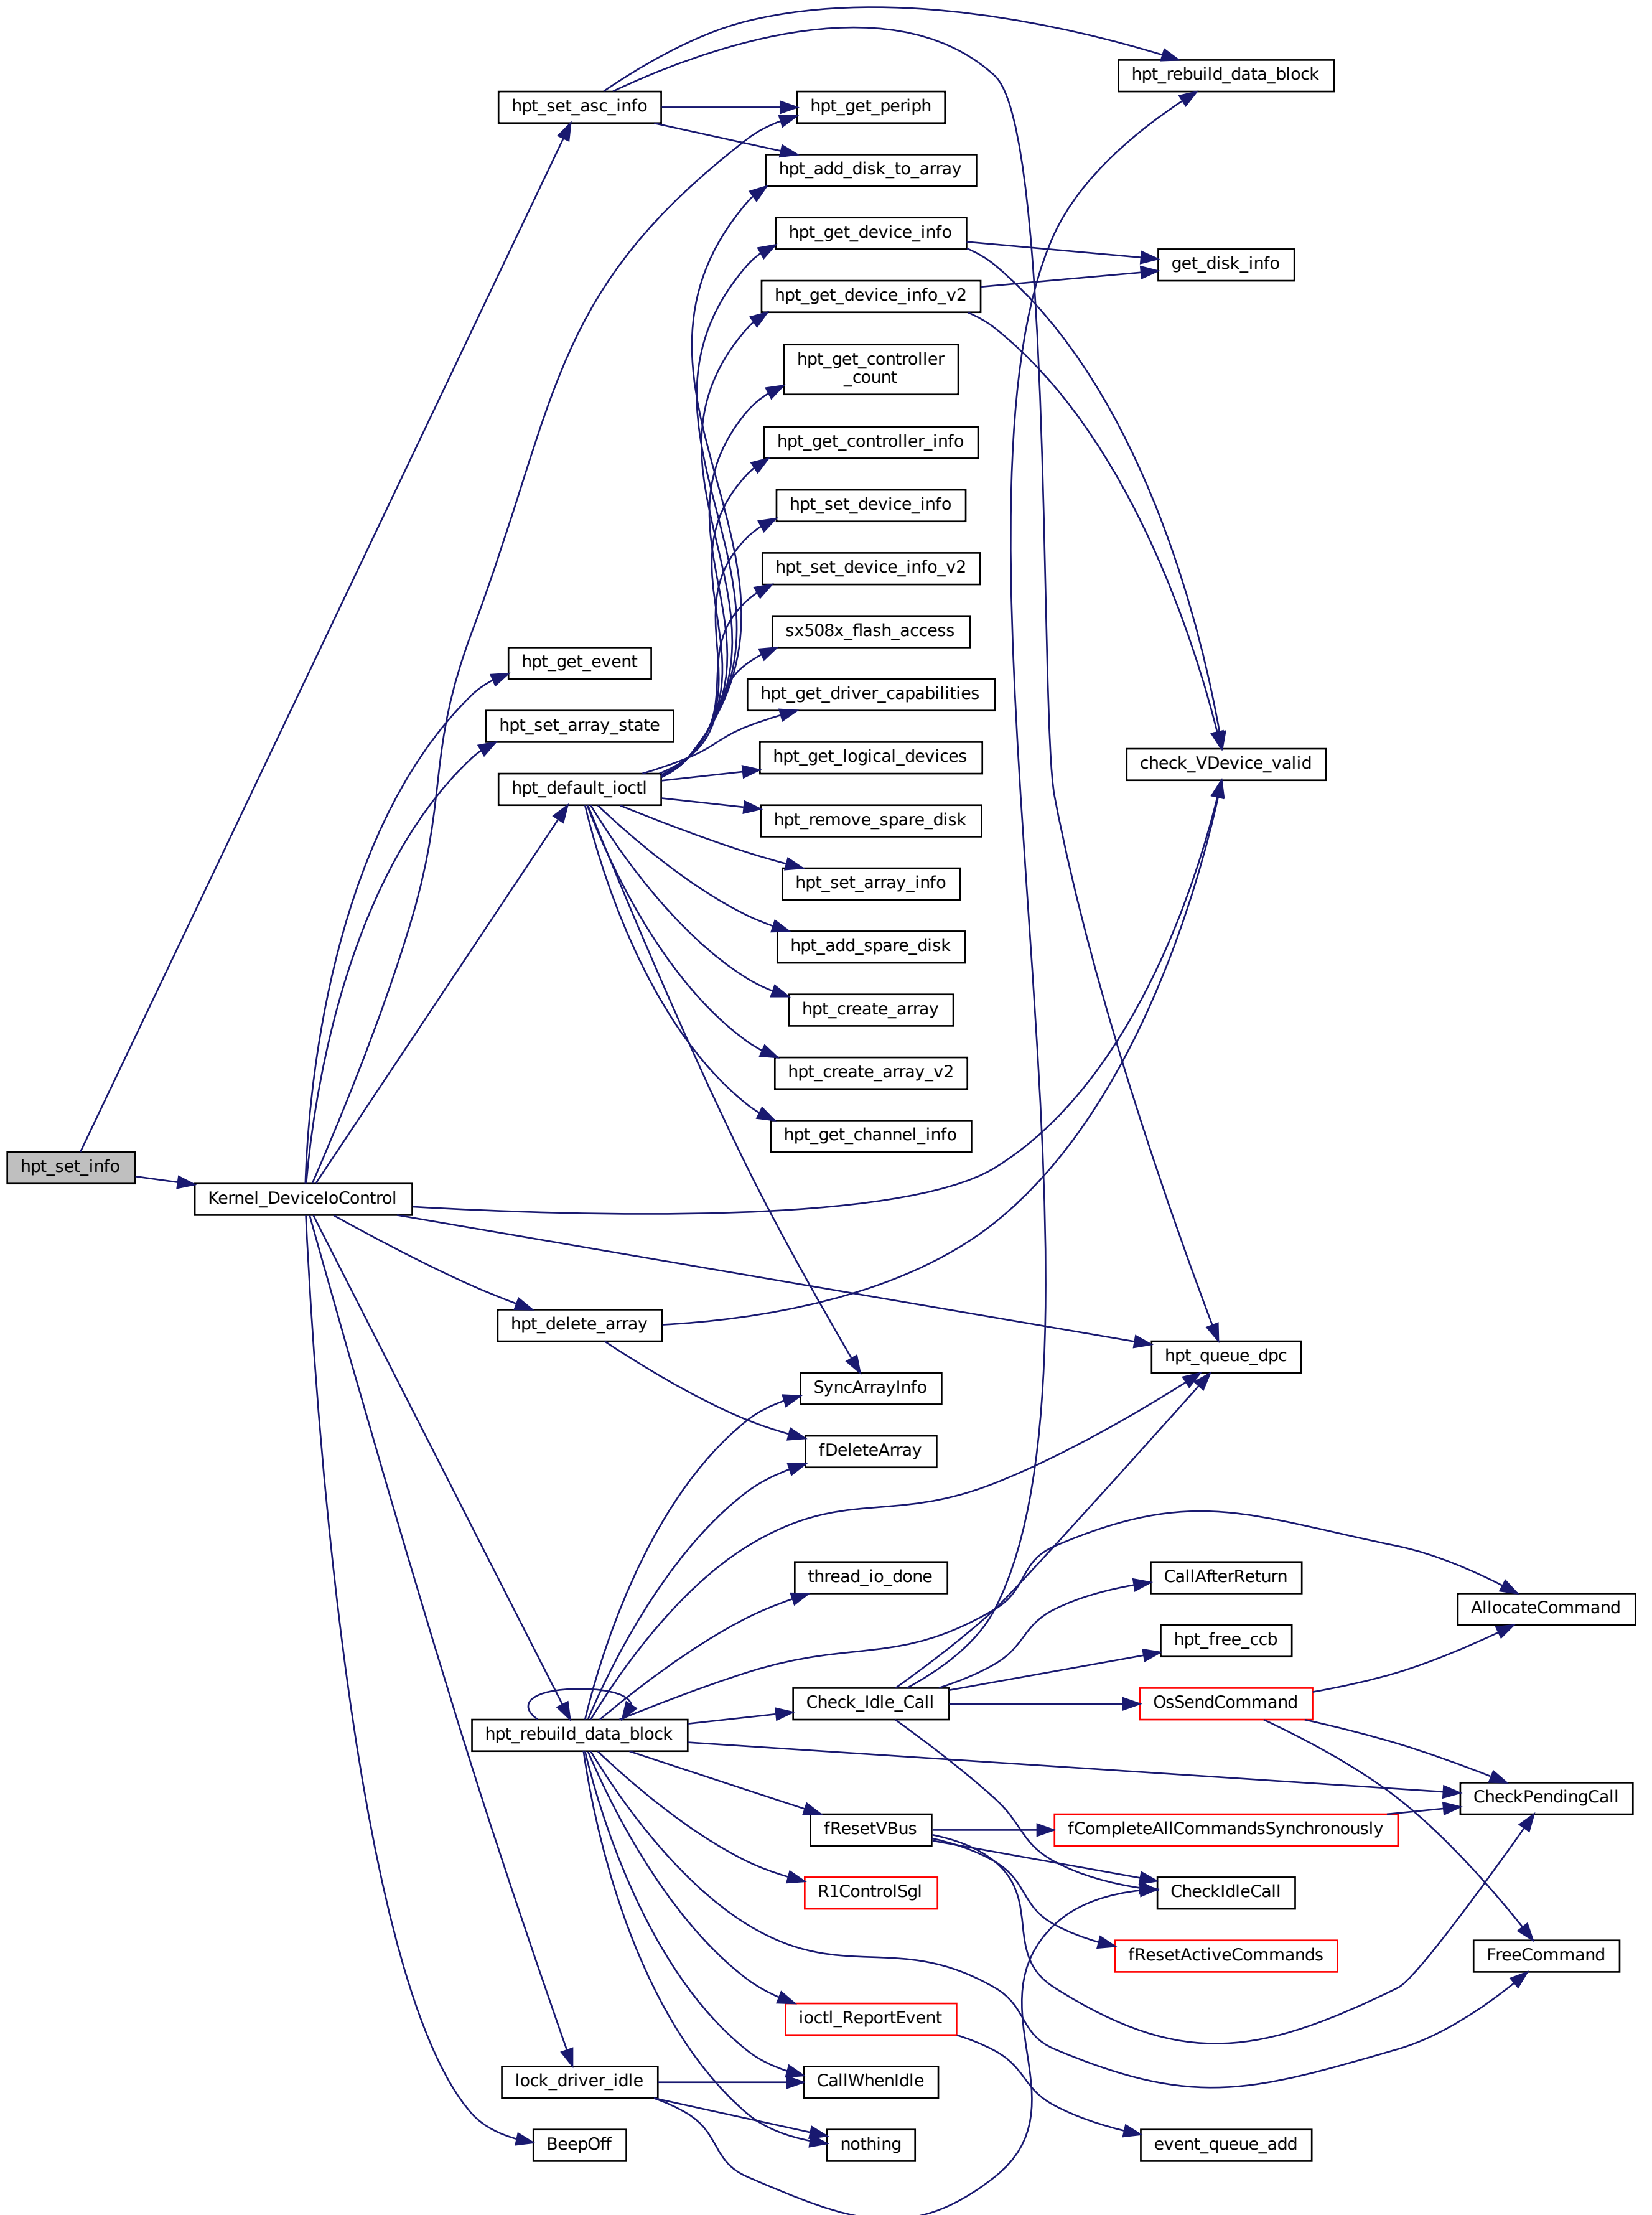 hpt_rebuild_data_block
hpt_set_asc_info
hpt_get_periph
hpt_add_disk_to_array
hpt_get_device_info
get_disk_info
hpt_get_device_info_v2
hpt_get_controller
_count
hpt_get_controller_info
hpt_set_device_info
hpt_set_device_info_v2
sx508x_flash_access
hpt_get_event
hpt_get_driver_capabilities
hpt_set_array_state
hpt_get_logical_devices
check_VDevice_valid
hpt_default_ioctl
hpt_remove_spare_disk
hpt_set_array_info
hpt_add_spare_disk
hpt_create_array
hpt_create_array_v2
hpt_get_channel_info
hpt_set_info
Kernel_DeviceIoControl
hpt_delete_array
hpt_queue_dpc
SyncArrayInfo
fDeleteArray
thread_io_done
CallAfterReturn
AllocateCommand
hpt_free_ccb
Check_Idle_Call
OsSendCommand
hpt_rebuild_data_block
CheckPendingCall
fResetVBus
fCompleteAllCommandsSynchronously
R1ControlSgl
CheckIdleCall
fResetActiveCommands
FreeCommand
ioctl_ReportEvent
lock_driver_idle
CallWhenIdle
BeepOff
nothing
event_queue_add